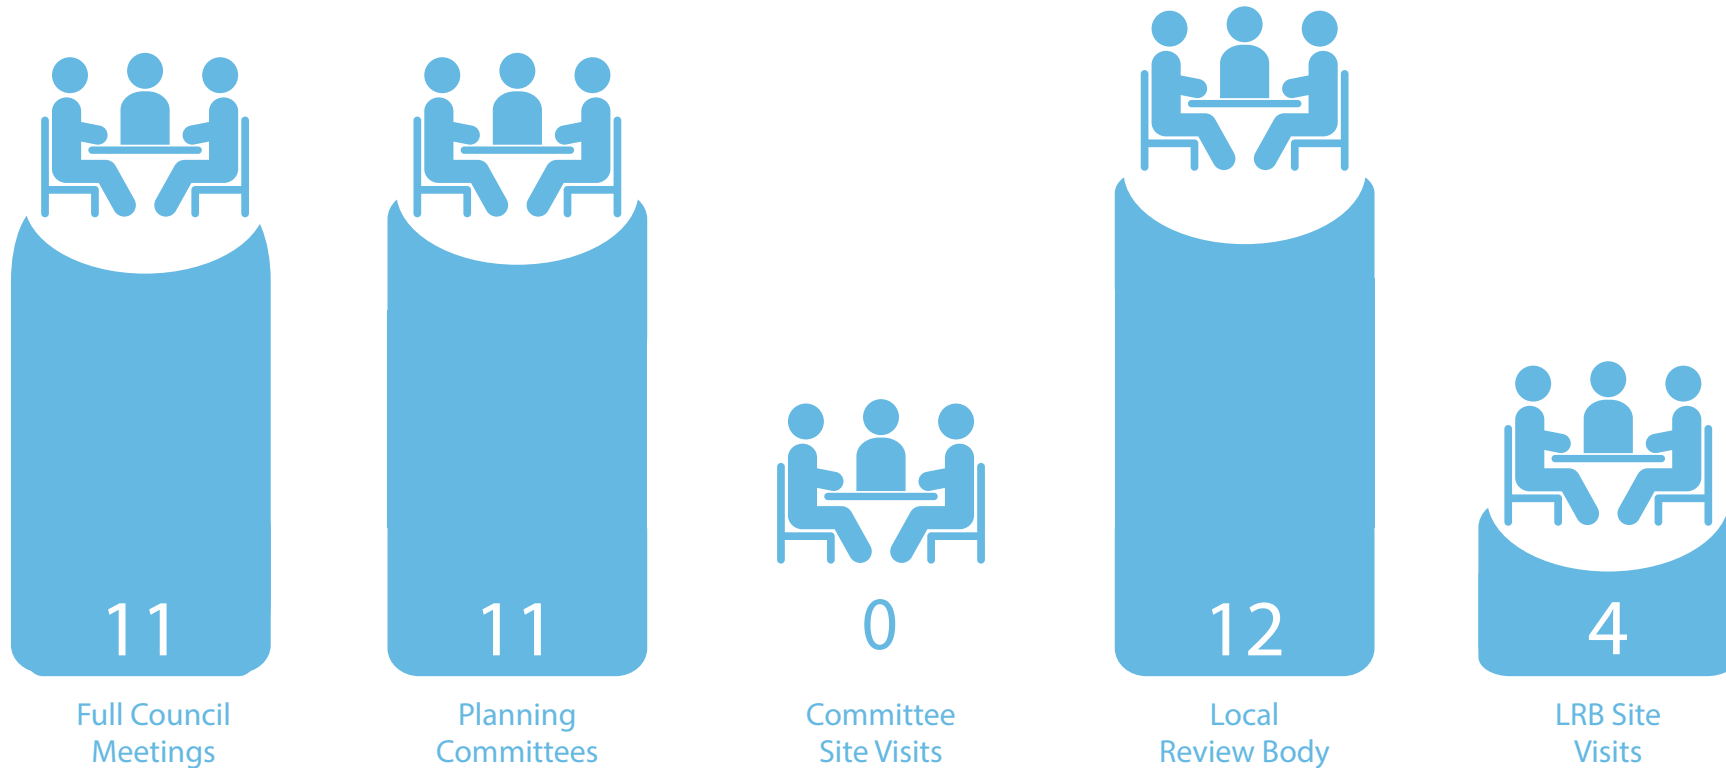 11
11
0
12
4
Full Council
Meetings
Planning
Committees
Committee
Site Visits
Local
Review Body
LRB Site
Visits